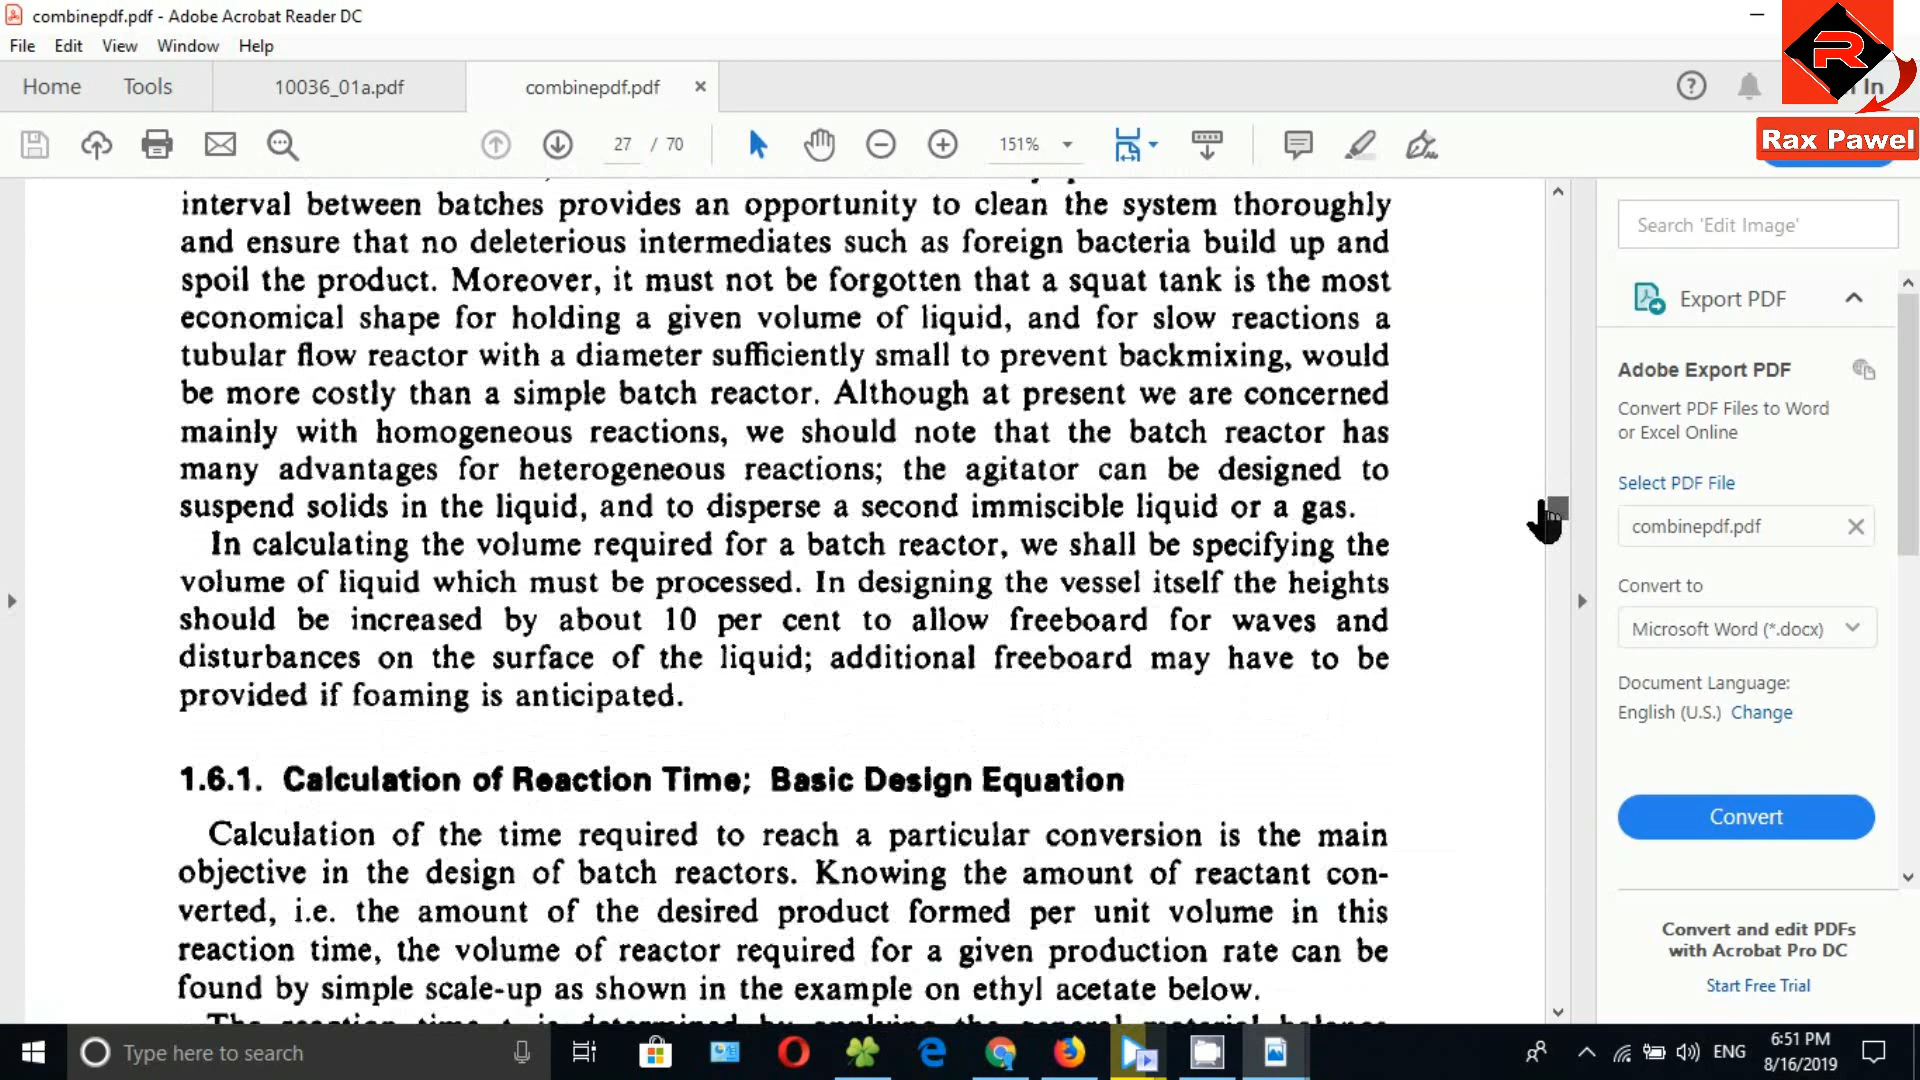 combinepdf.pdf - Adobe Acrobat Reader DC
File Edit View Window Help
Home Tools 10036_01a.pdf combinepdf.pdf
27 / 70 151%
In
R
Rax Pawel
interval between batches provides an opportunity to clean the system thoroughly
and ensure that no deleterious intermediates such as foreign bacteria build up and
spoil the product. Moreover, it must not be forgotten that a squat tank is the most
economical shape for holding a given volume of liquid, and for slow reactions a
tubular flow reactor with a diameter sufficiently small to prevent backmixing, would
be more costly than a simple batch reactor. Although at present we are concerned
mainly with homogeneous reactions, we should note that the batch reactor has
many advantages for heterogeneous reactions; the agitator can be designed to
suspend solids in the liquid, and to disperse a second immiscible liquid or a gas.
In calculating the volume required for a batch reactor, we shall be specifying the
volume of liquid which must be processed. In designing the vessel itself the heights
should be increased by about 10 per cent to allow freeboard for waves and
disturbances on the surface of the liquid; additional freeboard may have to be
provided if foaming is anticipated.
1.6.1. Calculation of Reaction Time; Basic Design Equation
Calculation of the time required to reach a particular conversion is the main
objective in the design of batch reactors. Knowing the amount of reactant con-
verted, i.e. the amount of the desired product formed per unit volume in this
reaction time, the volume of reactor required for a given production rate can be
found by simple scale-up as shown in the example on ethyl acetate below.
The reaction time t is determined by applying the general material balance
Search 'Edit Image'
Export PDF
Adobe Export PDF
Convert PDF Files to Word
or Excel Online
Select PDF File
combinepdf.pdf
Convert to
Microsoft Word (*.docx)
Document Language:
English (U.S.) Change
Convert
Convert and edit PDFs
with Acrobat Pro DC
Start Free Trial
Type here to search
ENG
6:51 PM
8/16/2019